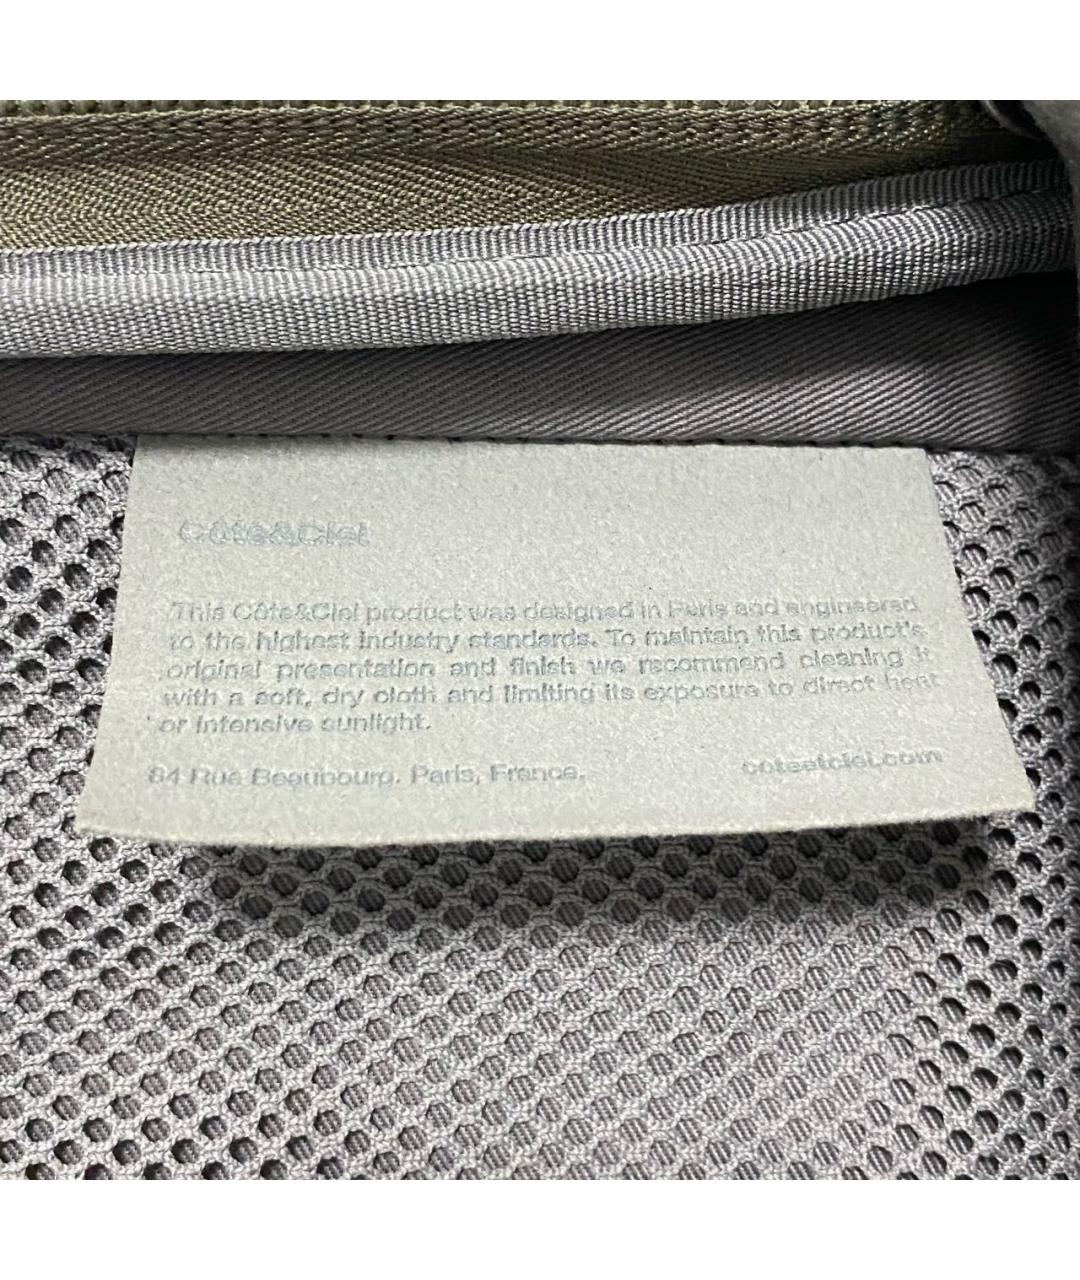 Côte&Ciel
This Côte&Ciel product was designed in Paris and engineered
to the highest industry standards. To maintain this product's
original presentation and finish we recommend cleaning it
with a soft, dry cloth and limiting its exposure to direct heat
or intensive sunlight.
84 Rue Beaubourg. Paris, France.
coteetciel.com